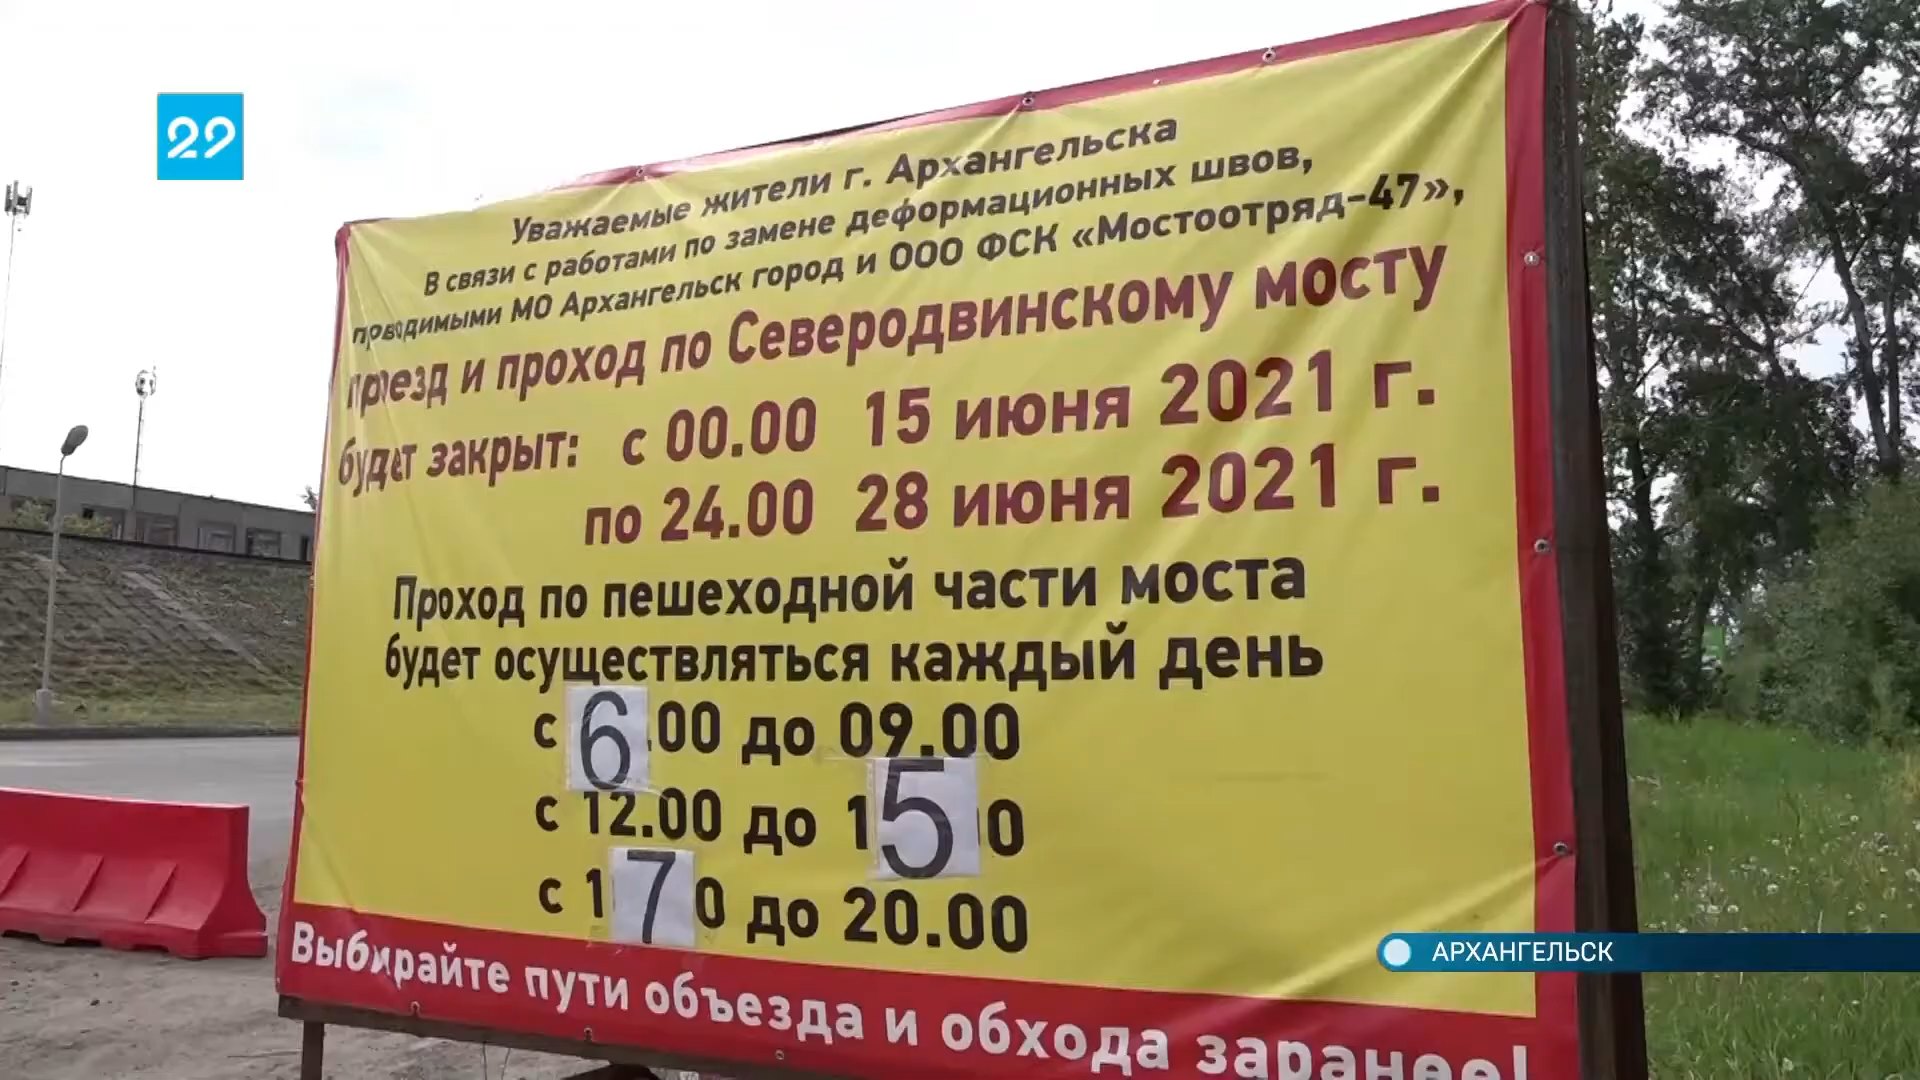 29
Уважаемые жители г. Архангельска
В связи с работами по замене деформационных швов,
проводимыми МО Архангельск город и ООО ФСК «Мостоотряд-47»,
проезд и проход по Северодвинскому мосту
будет закрыт: с 00.00 15 июня 2021 г.
по 24.00 28 июня 2021 г.
Проход по пешеходной части моста
будет осуществляться каждый день
с 6.00 до 09.00
с 12.00 до 15.00
с 17.00 до 20.00
Выбирайте пути объезда и обхода заранее!
АРХАНГЕЛЬСК